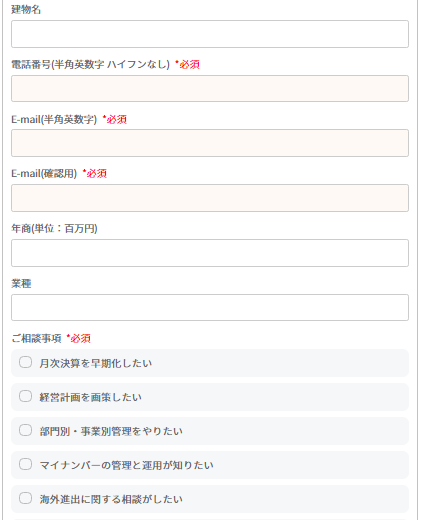 建物名
電話番号(半角英数字 ハイフンなし) *必須
E-mail(半角英数字) *必須
E-mail(確認用) *必須
年商(単位：百万円)
業種
ご相談事項 *必須
月次決算を早期化したい
経営計画を画策したい
部門別・事業別管理をやりたい
マイナンバーの管理と運用が知りたい
海外進出に関する相談がしたい